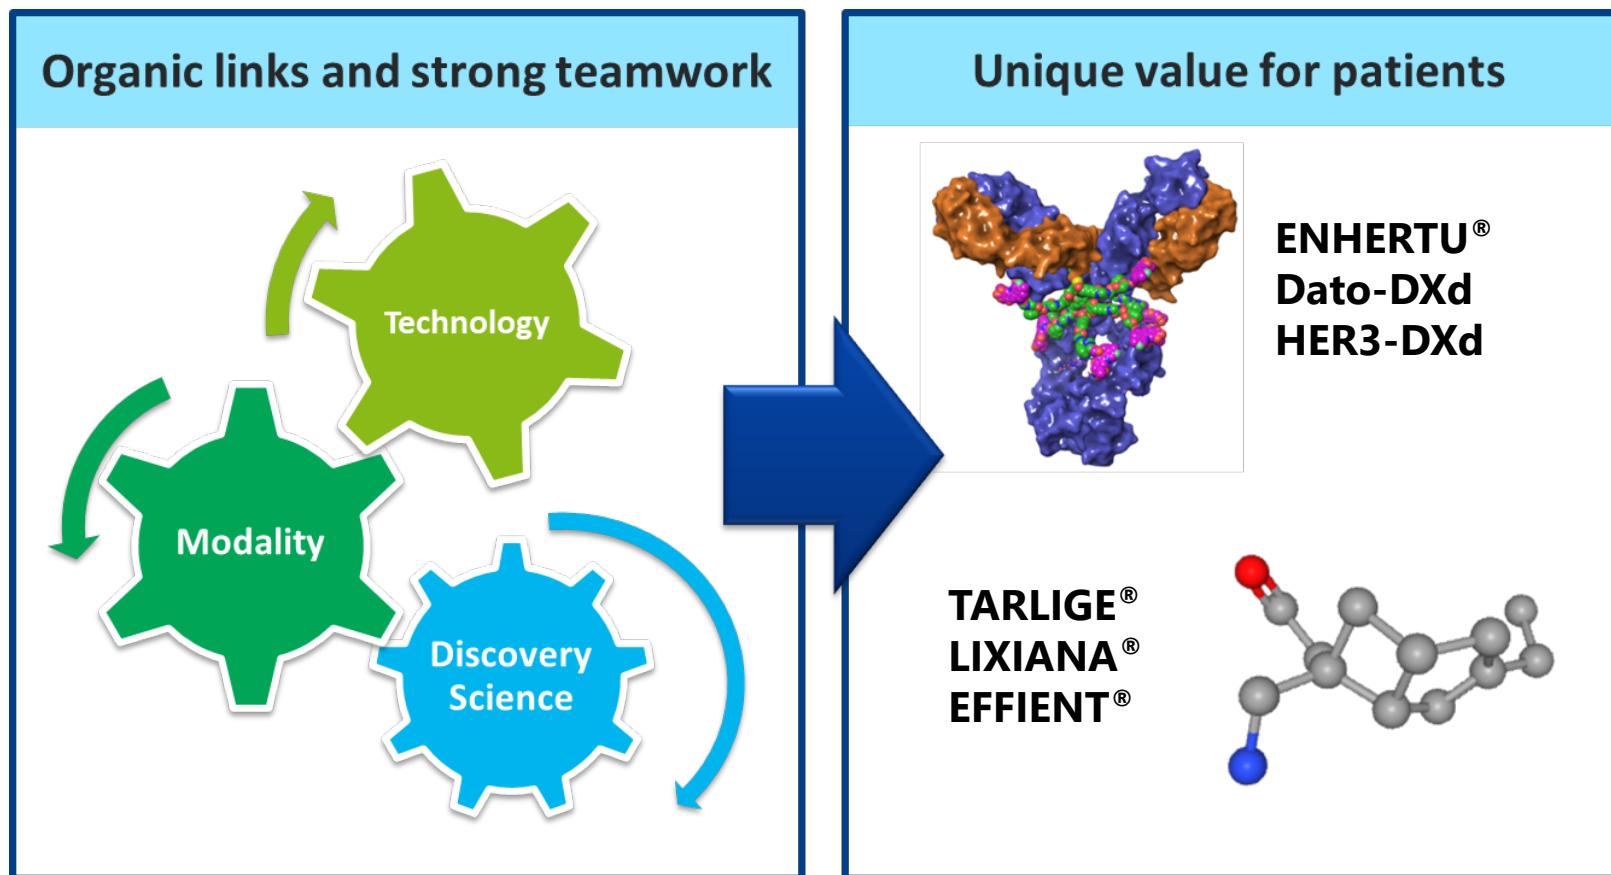 Organic links and strong teamwork
Technology
Modality
Discovery
Science
Unique value for patients
ENHERTU®
Dato-DXd
HER3-DXd
TARLIGE®
LIXIANA®
EFFIENT®